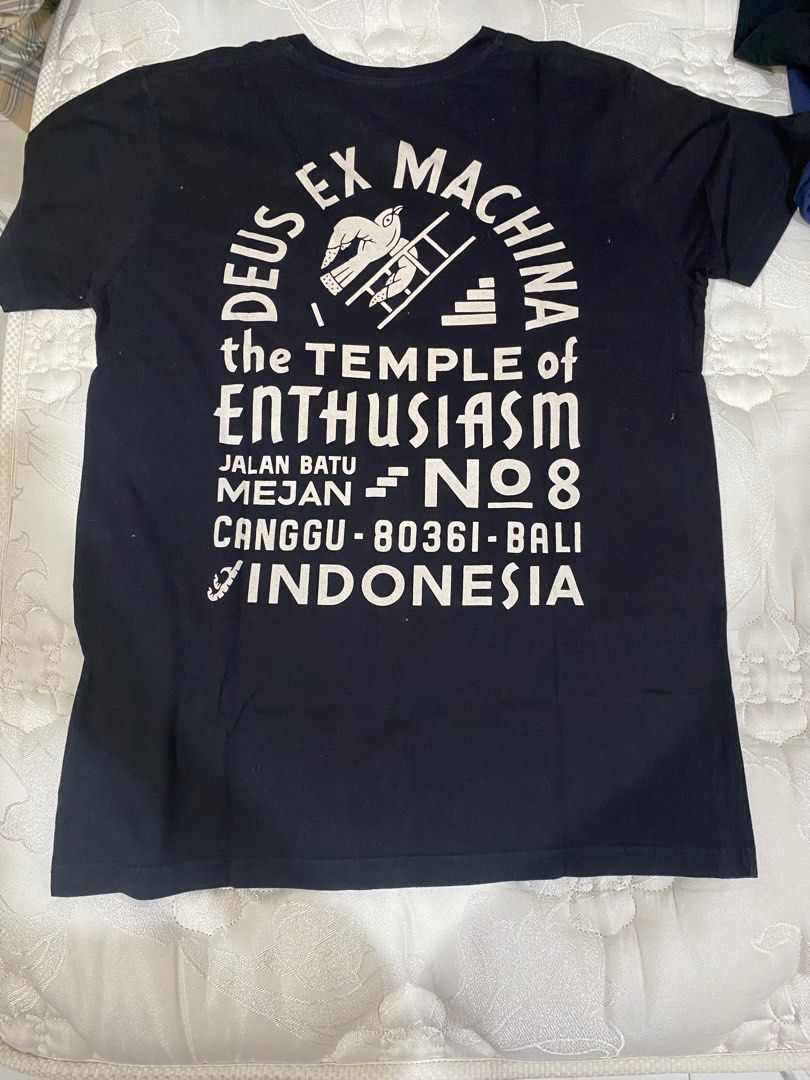 DEUS EX MACHINA
the TEMPLE of
ENTHUSIASM
JALAN BATU
MEJAN No 8
CANGGU - 80361 - BALI
INDONESIA